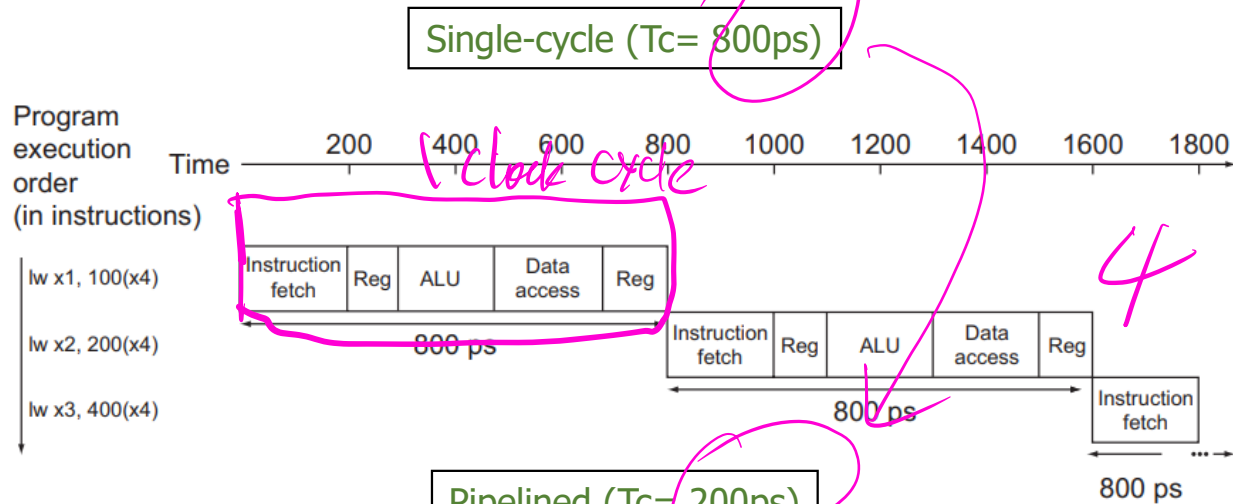 Single-cycle (Tc= 800ps)
Program
execution
order
(in instructions)
Time
200 400 600 800 1000 1200 1400 1600 1800
1 clock cycle
lw x1, 100(x4)
Instruction
fetch
Reg
ALU
Data
access
Reg
4
800 ps
lw x2, 200(x4)
Instruction
fetch
Reg
ALU
Data
access
Reg
800 ps
lw x3, 400(x4)
Instruction
fetch
...
800 ps
Pipelined (Tc= 200ps)